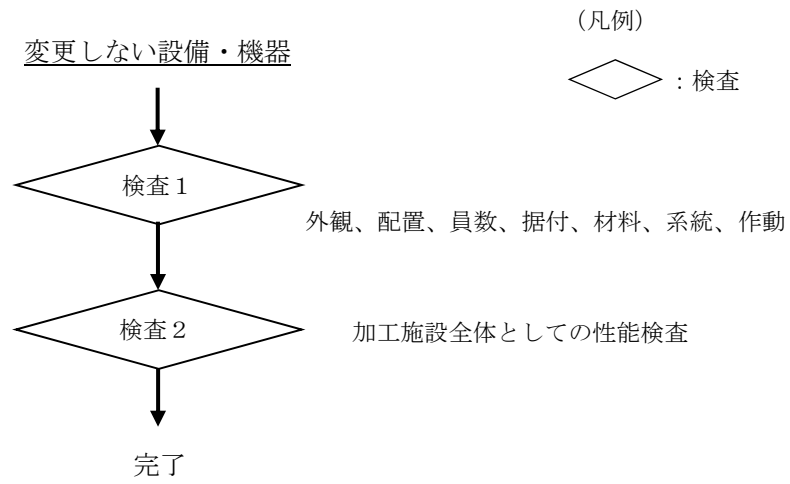 （凡例）
変更しない設備・機器
：検査
検査１
外観、配置、員数、据付、材料、系統、作動
検査２
加工施設全体としての性能検査
完了